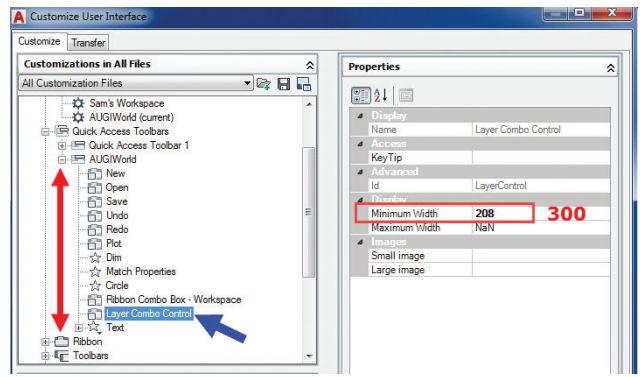 Customize User Interface
Customize Transfer
Customizations in All Files
All Customization Files
Sam's Workspace
AUGIWorld (current)
Quick Access Toolbars
Quick Access Toolbar 1
AUGIWorld
New
Open
Save
Undo
Redo
Plot
Dim
Match Properties
Circle
Ribbon Combo Box - Workspace
Layer Combo Control
Text
Ribbon
Toolbars
Properties
Display
Name Layer Combo Control
Access
KeyTip
Advanced
Id LayerControl
Display
Minimum Width 208 300
Maximum Width NaN
Images
Small image
Large image